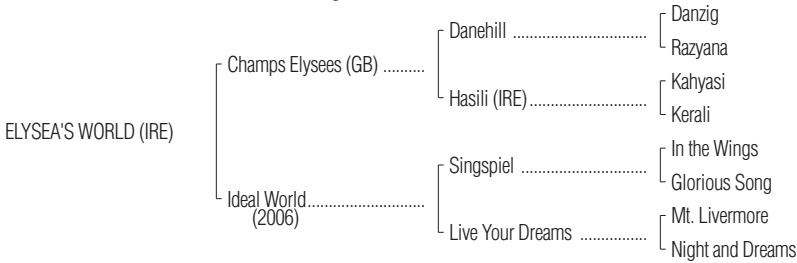 Danzig
Danehill ..............................
Razyana
Champs Elysees (GB) ..........
Kahyasi
Hasili (IRE)..........................
Kerali
ELYSEA'S WORLD (IRE)
In the Wings
Singspiel ............................
Glorious Song
Ideal World..........................
(2006)
Mt. Livermore
Live Your Dreams ...............
Night and Dreams